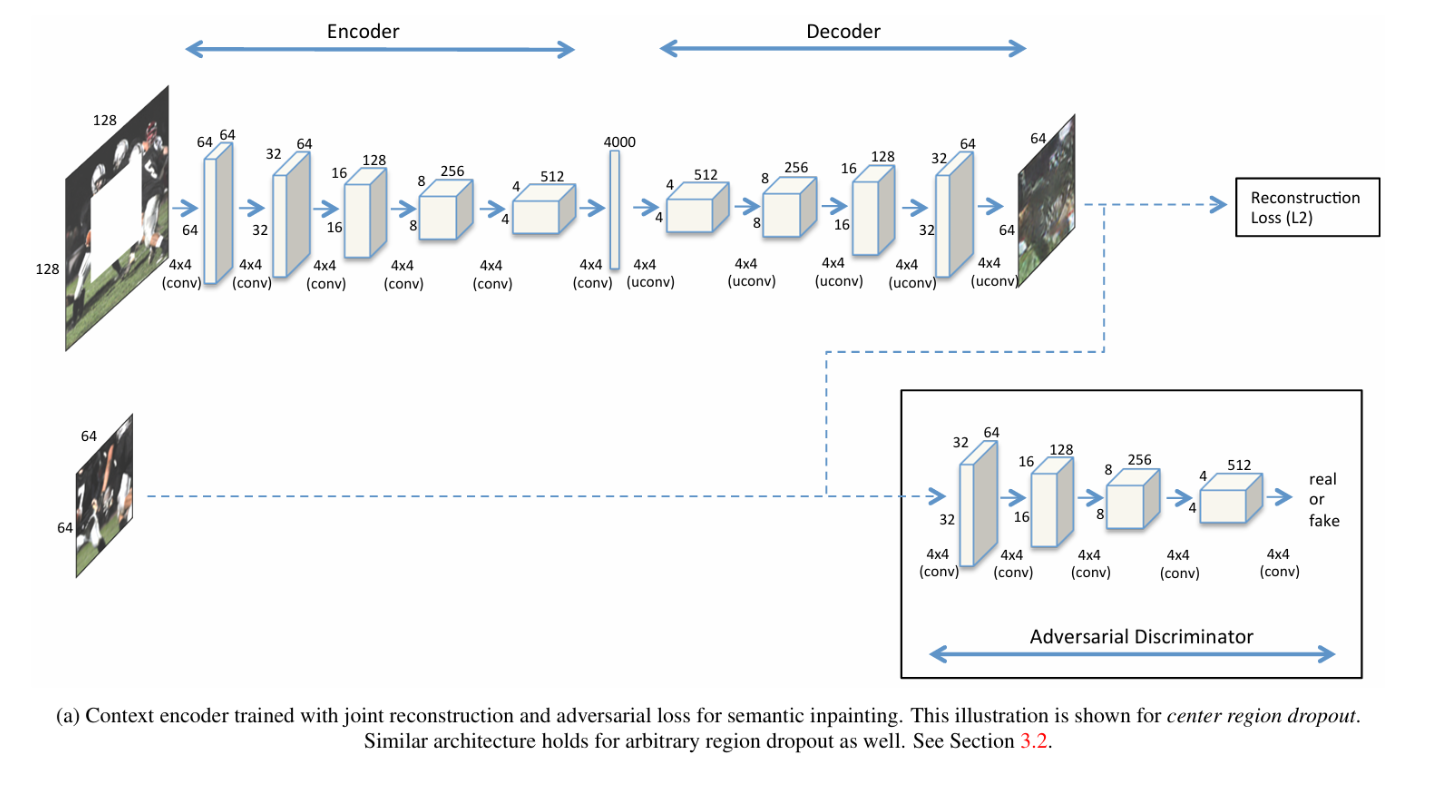 Encoder
Decoder
128
128
4x4
(conv)
64
64
64
4x4
(conv)
32
64
32
4x4
(conv)
16
128
16
4x4
(conv)
8
256
8
4x4
(conv)
4
512
4
4x4
(conv)
4000
4x4
(uconv)
4
512
4
4x4
(uconv)
8
256
8
4x4
(uconv)
16
128
16
4x4
(uconv)
32
64
32
4x4
(uconv)
64
64
Reconstruction
Loss (L2)
64
64
4x4
(conv)
32
64
32
4x4
(conv)
16
128
16
4x4
(conv)
8
256
8
4x4
(conv)
4
512
4
4x4
(conv)
real
or
fake
Adversarial Discriminator
(a) Context encoder trained with joint reconstruction and adversarial loss for semantic inpainting. This illustration is shown for center region dropout.
Similar architecture holds for arbitrary region dropout as well. See Section 3.2.